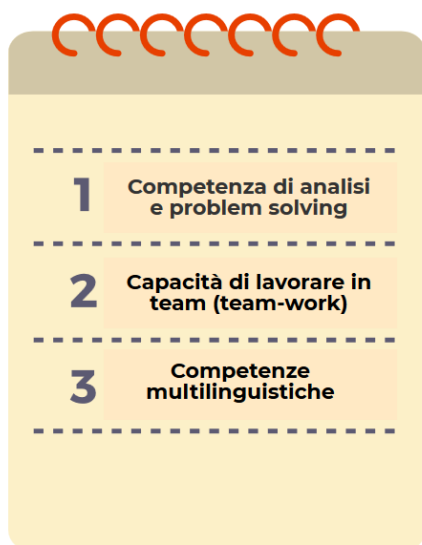 1
Competenza di analisi
e problem solving
2
Capacità di lavorare in
team (team-work)
3
Competenze
multilinguistiche